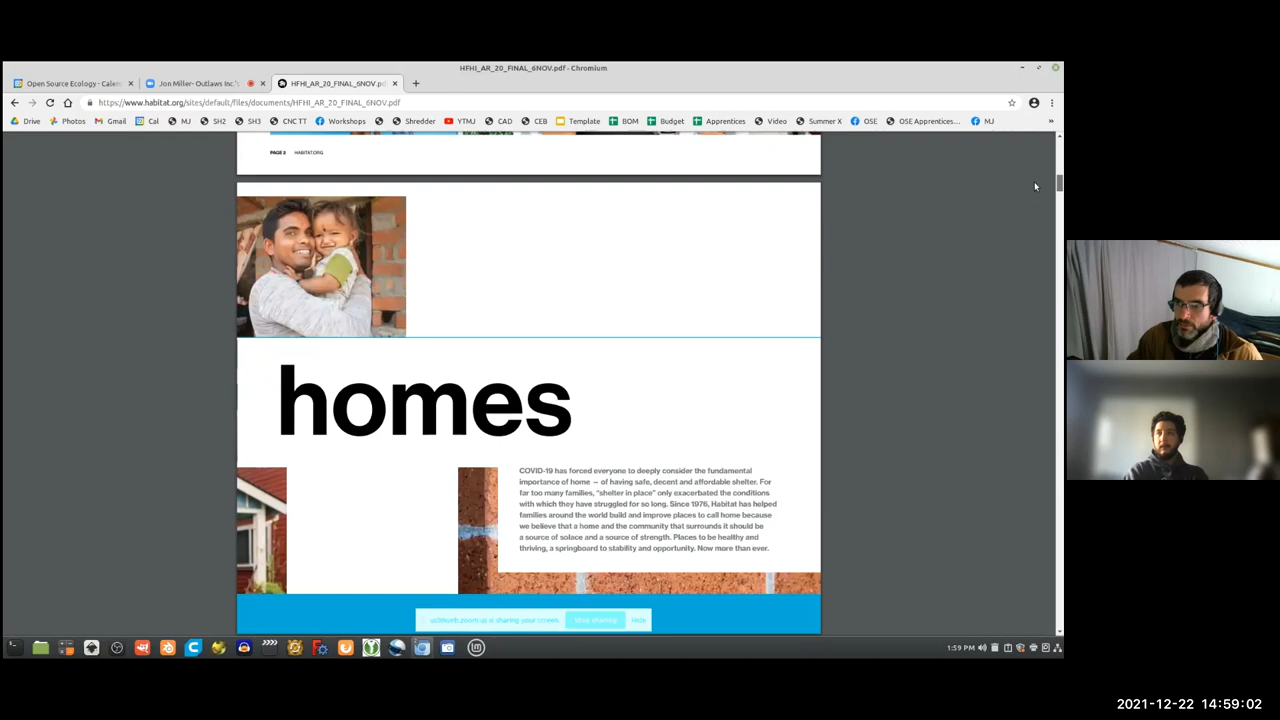 HFHI_AR_20_FINAL_6NOV.pdf - Chromium
Open Source Ecology - Calen
Jon Miller- Outlaws Inc.'s
HFHI_AR_20_FINAL_6NOV.pdf
https://www.habitat.org/sites/default/files/documents/HFHI_AR_20_FINAL_6NOV.pdf
Drive Photos Gmail Cal MJ SH2 SH3 CNC TT Workshops Shredder YTMJ CAD CEB Template BOM Budget Apprentices Video Summer X OSE OSE Apprentices... MJ »
PAGE 2 HABITAT.ORG
homes
COVID-19 has forced everyone to deeply consider the fundamental
importance of home – of having safe, decent and affordable shelter. For
far too many families, “shelter in place” only exacerbated the conditions
with which they have struggled for so long. Since 1976, Habitat has helped
families around the world build and improve places to call home because
we believe that a home and the community that surrounds it should be
a source of solace and a source of strength. Places to be healthy and
thriving, a springboard to stability and opportunity. Now more than ever.
is sharing your screen. Stop sharing Hide
1:59 PM
2021-12-22 14:59:02